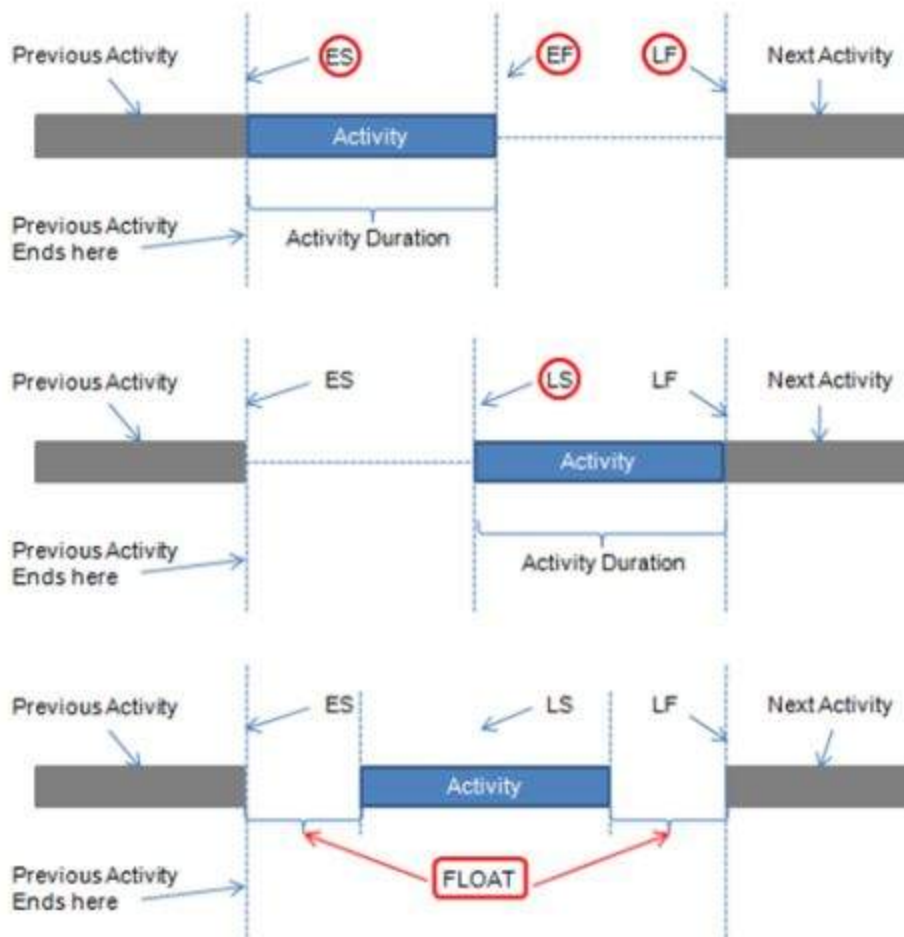 Previous Activity
ES
EF
LF
Next Activity
Activity
Previous Activity
Ends here
Activity Duration
Previous Activity
ES
LS
LF
Next Activity
Activity
Previous Activity
Ends here
Activity Duration
Previous Activity
ES
LS
LF
Next Activity
Activity
FLOAT
Previous Activity
Ends here